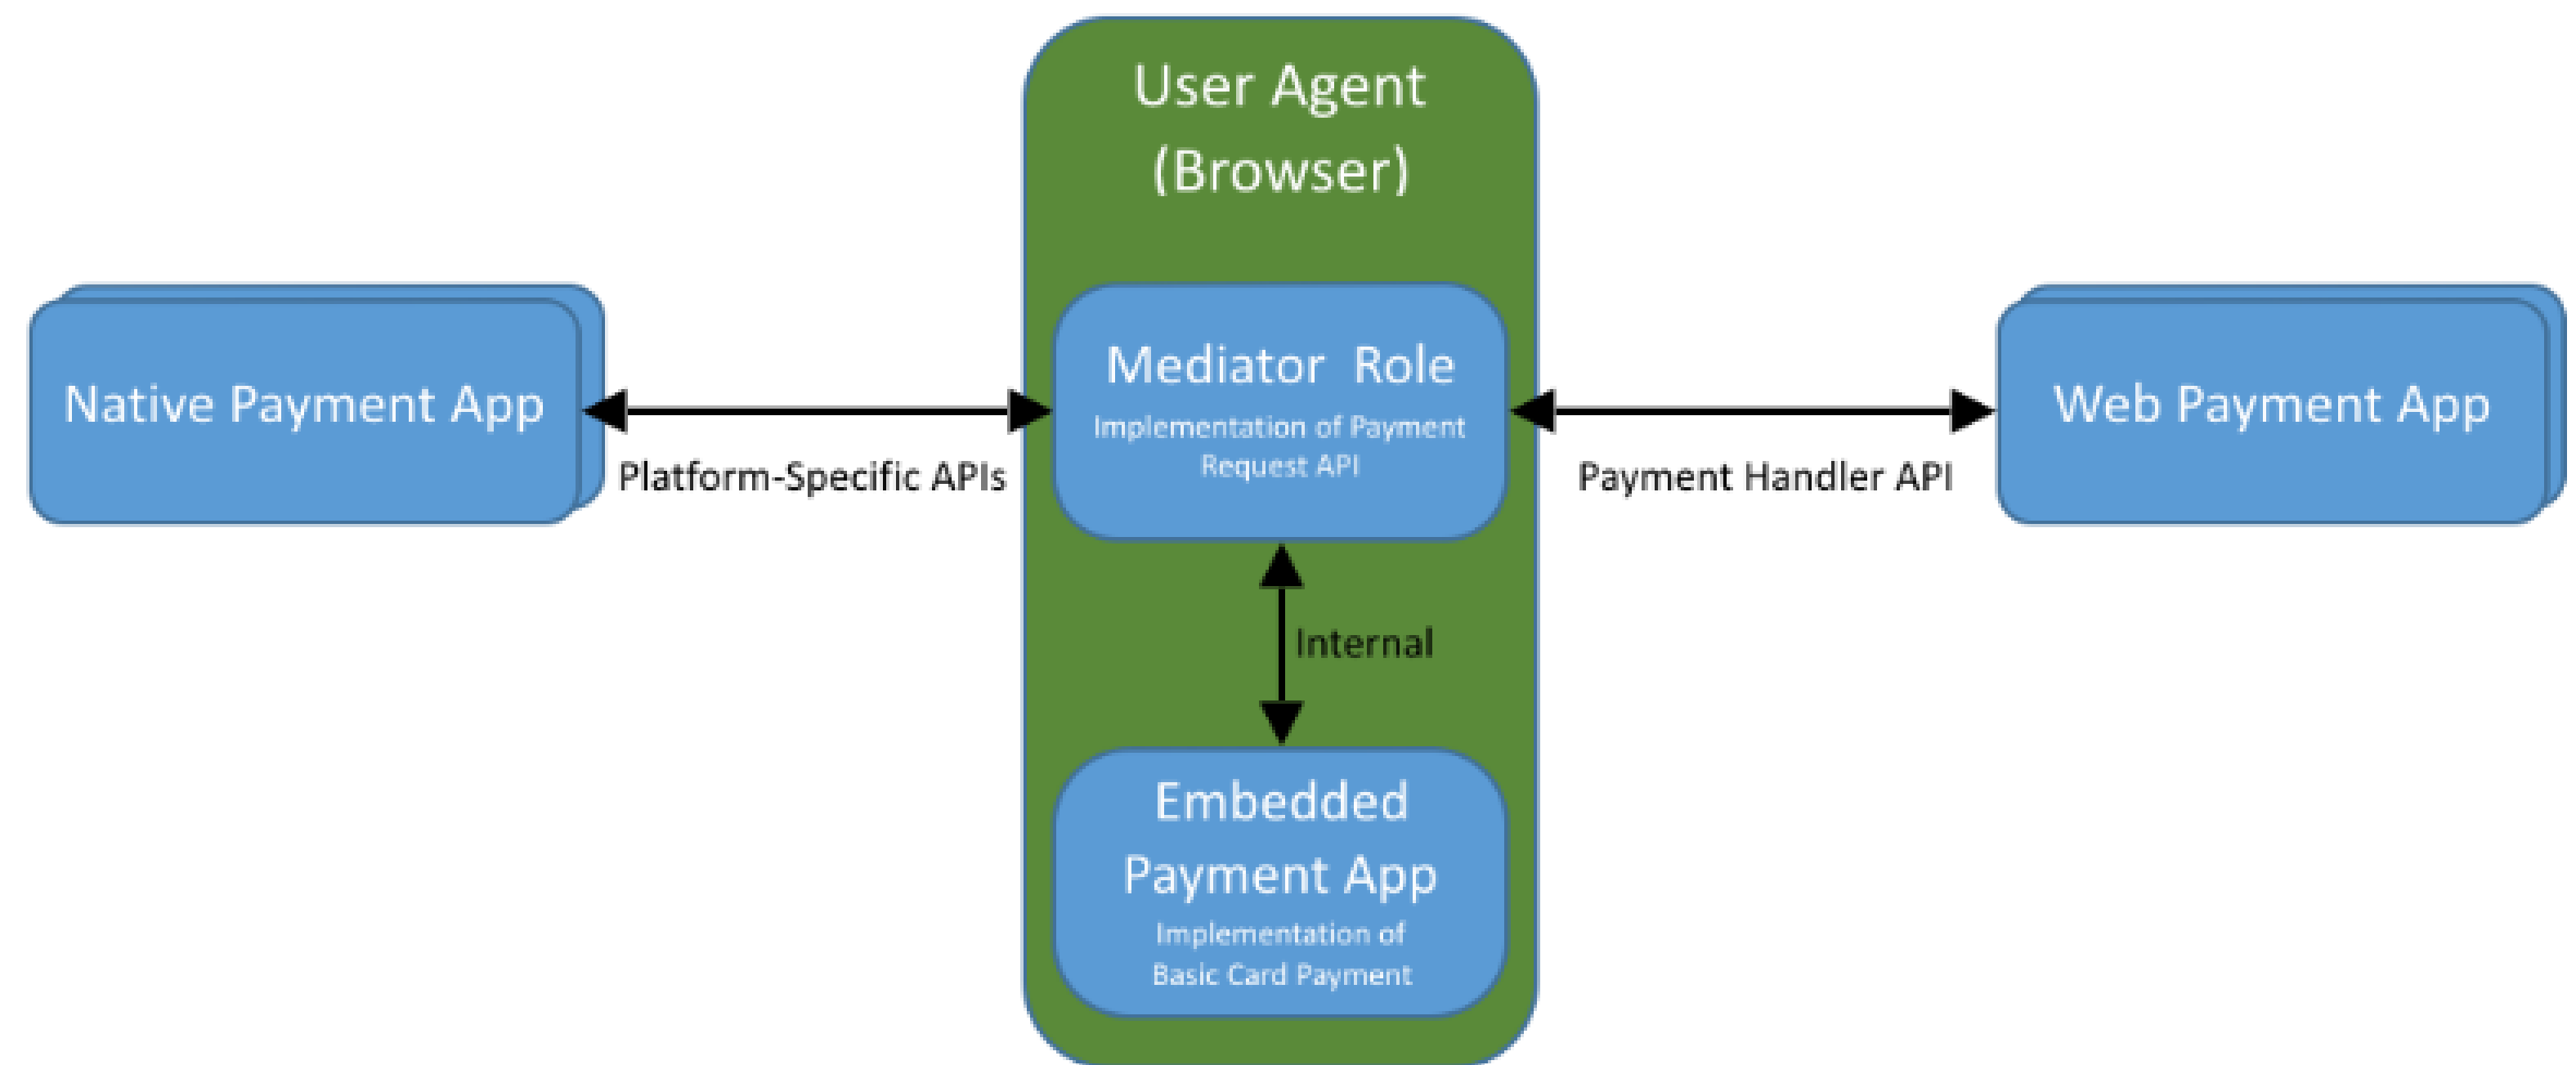 User Agent
(Browser)
Native Payment App
Platform-Specific APIs
Mediator Role
Implementation of Payment
Request API
Payment Handler API
Web Payment App
Internal
Embedded
Payment App
Implementation of
Basic Card Payment